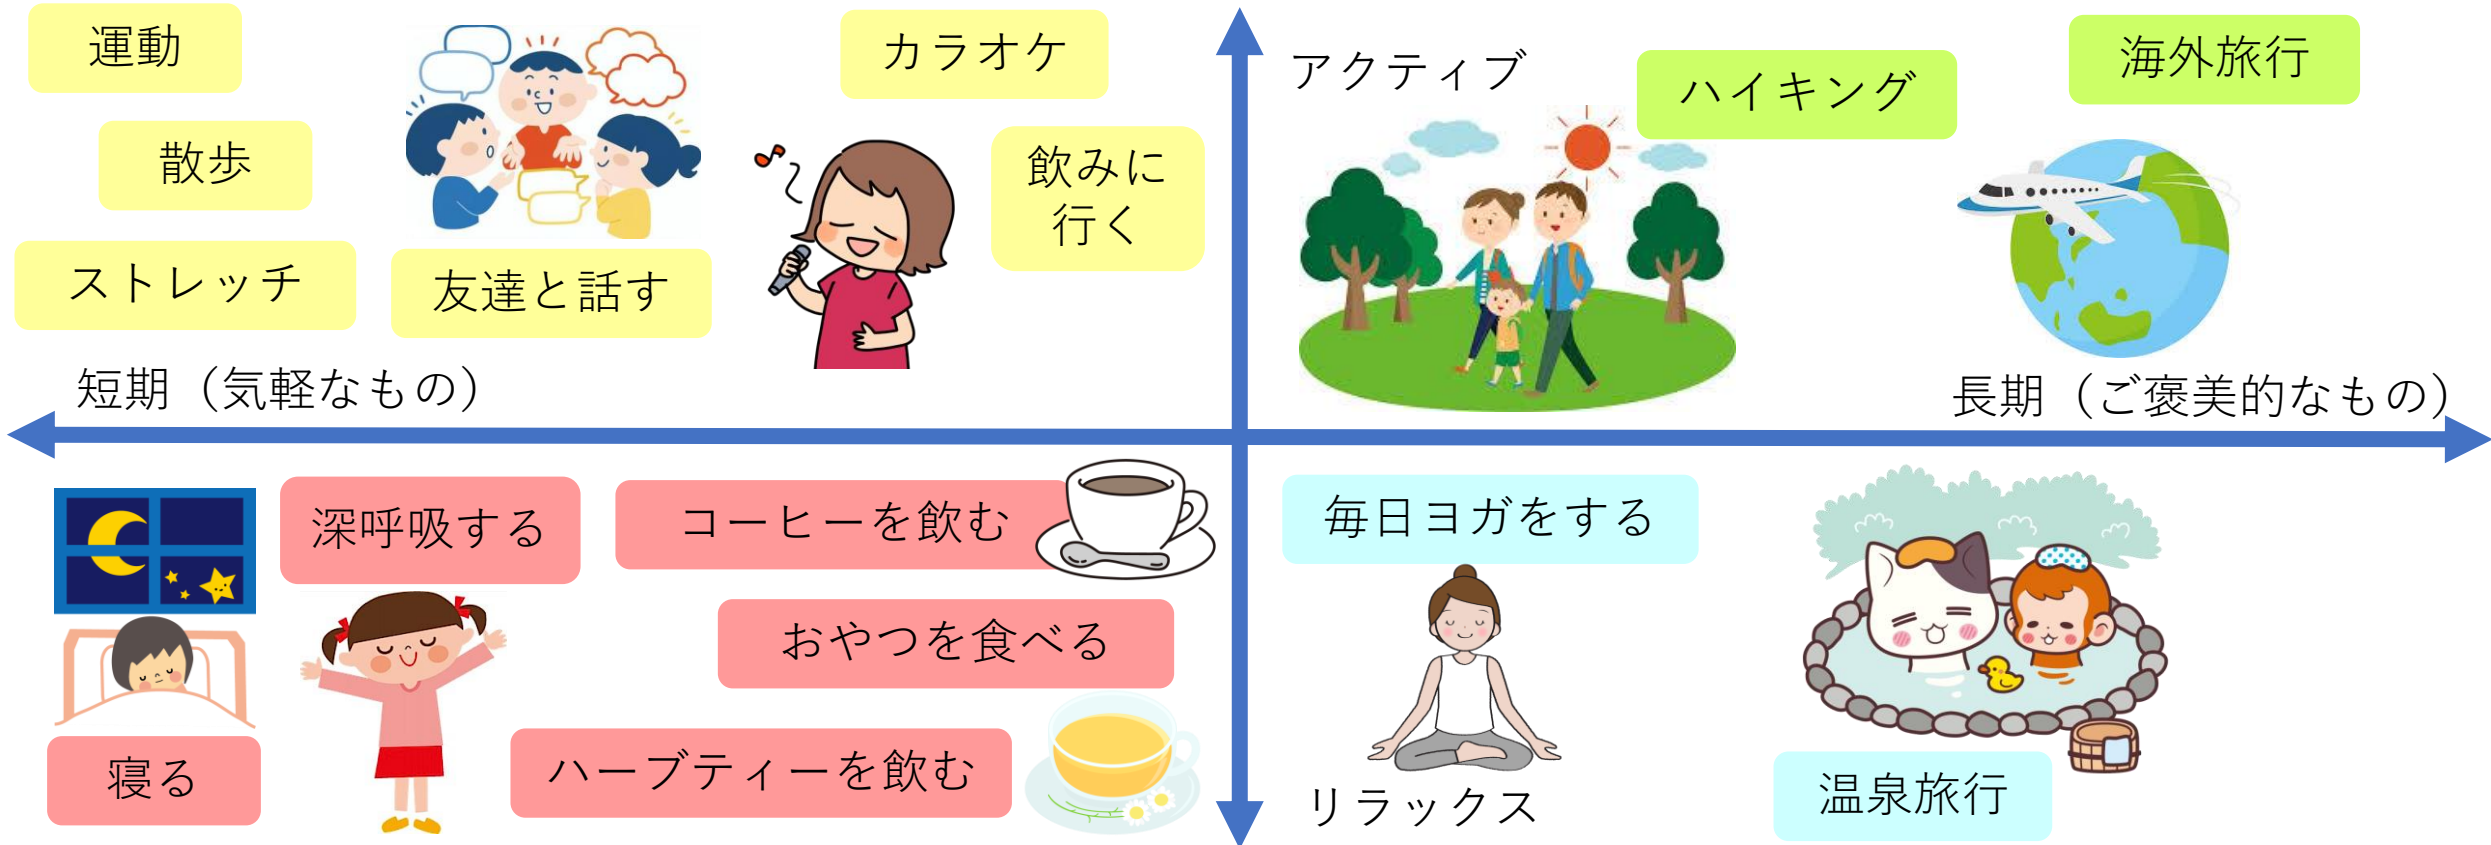 運動
散歩
ストレッチ
友達と話す
カラオケ
飲みに
行く
アクティブ
ハイキング
海外旅行
短期（気軽なもの）
長期（ご褒美的なもの）
深呼吸する
コーヒーを飲む
おやつを食べる
寝る
ハーブティーを飲む
毎日ヨガをする
リラックス
温泉旅行